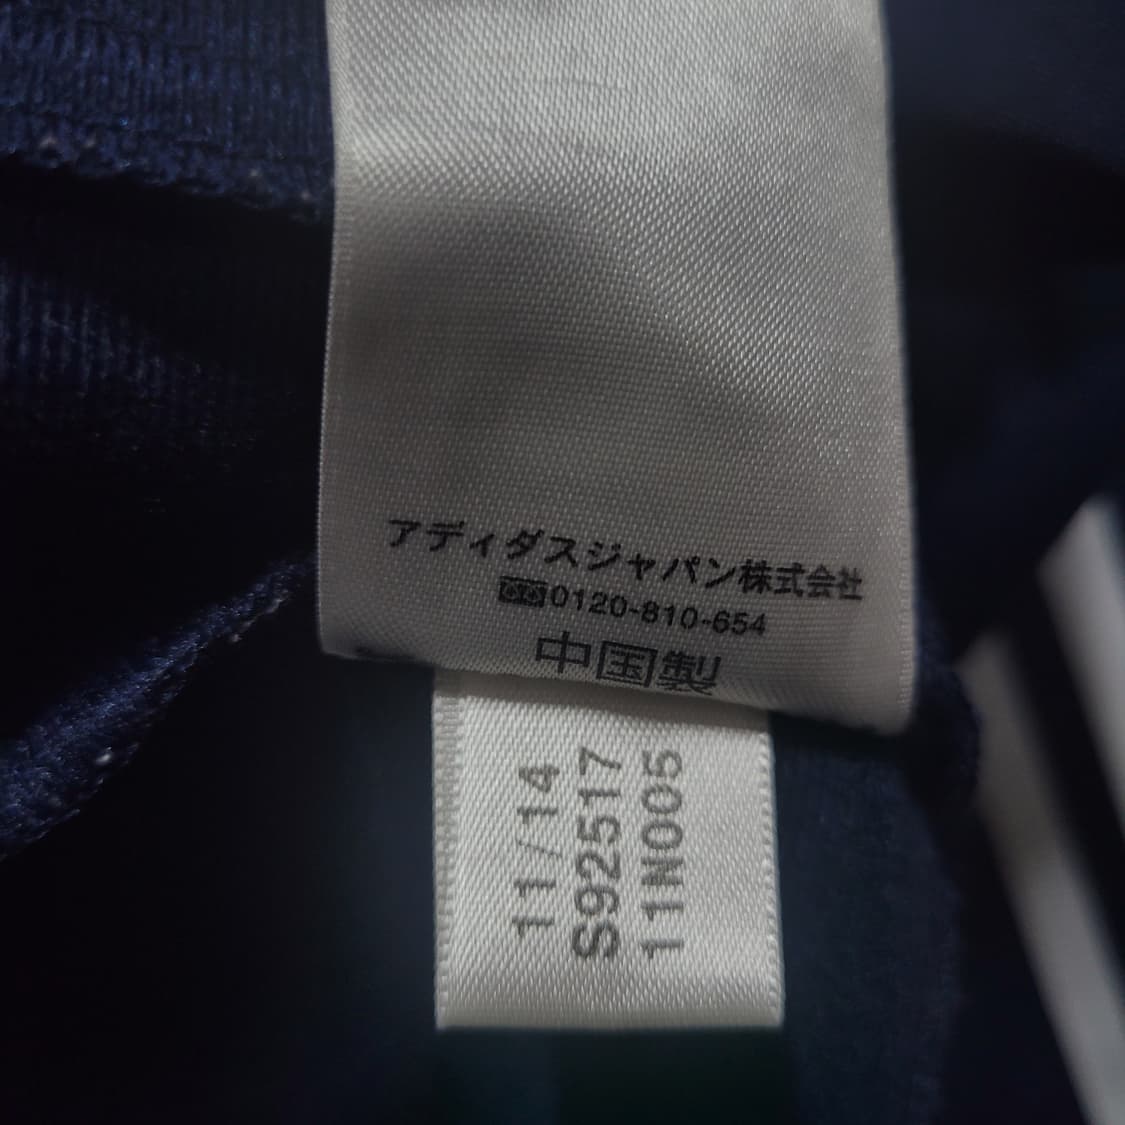 アディダスジャパン株式会社
0120-810-654
中国製
11/14
S92517
11N005